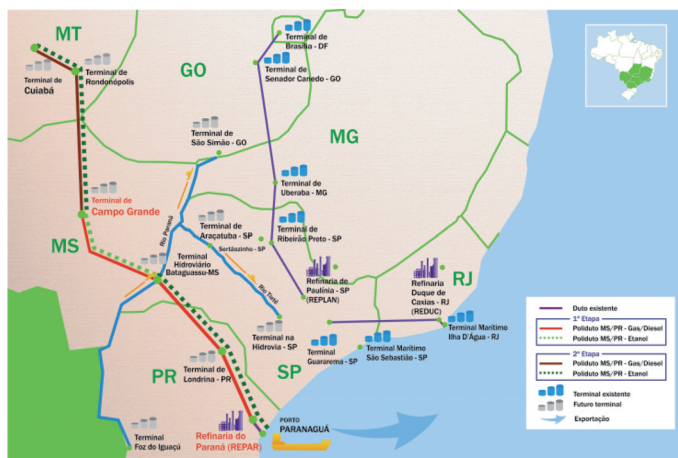 MT
Terminal de
Cuiabá
Terminal de
Rondonópolis
GO
Terminal de
Brasília - DF
Terminal de
Senador Canedo - GO
Terminal de
São Simão - GO
MG
Terminal de
Uberaba - MG
Terminal de
Campo Grande
MS
Rio Paraná
Terminal de
Araçatuba - SP
Sertãozinho - SP
Rio Tietê
Terminal de
Ribeirão Preto - SP
Terminal
Hidroviário
Bataguassu-MS
Refinaria de
Paulínia - SP
(REPLAN)
Refinaria
Duque de
Caxias - RJ
(REDUC)
RJ
Terminal Marítimo
Ilha D'Água - RJ
Terminal na
Hidrovia - SP
Terminal
Guararema - SP
Terminal Marítimo
São Sebastião - SP
SP
PR
Terminal de
Londrina - PR
Terminal
Foz do Iguaçú
Refinaria do
Paraná (REPAR)
PORTO
PARANAGUÁ
Duto existente
1ª Etapa
Poliduto MS/PR - Gas/Diesel
Poliduto MS/PR - Etanol
2ª Etapa
Poliduto MS/PR - Gas/Diesel
Poliduto MS/PR - Etanol
Terminal existente
Futuro terminal
Exportação